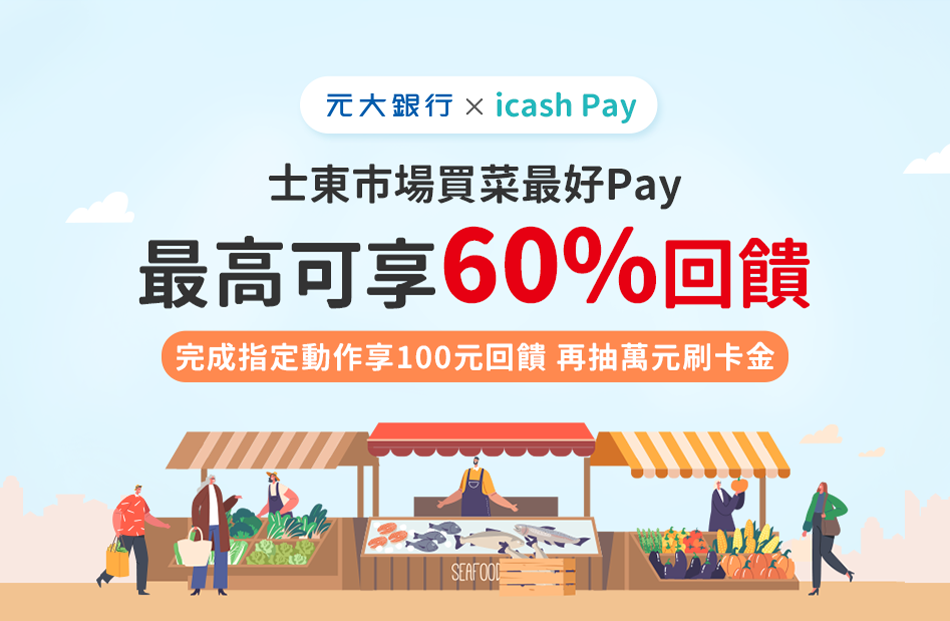 元大銀行 × icash Pay
士東市場買菜最好Pay
最高可享60%回饋
完成指定動作享100元回饋 再抽萬元刷卡金
SEAFOOD